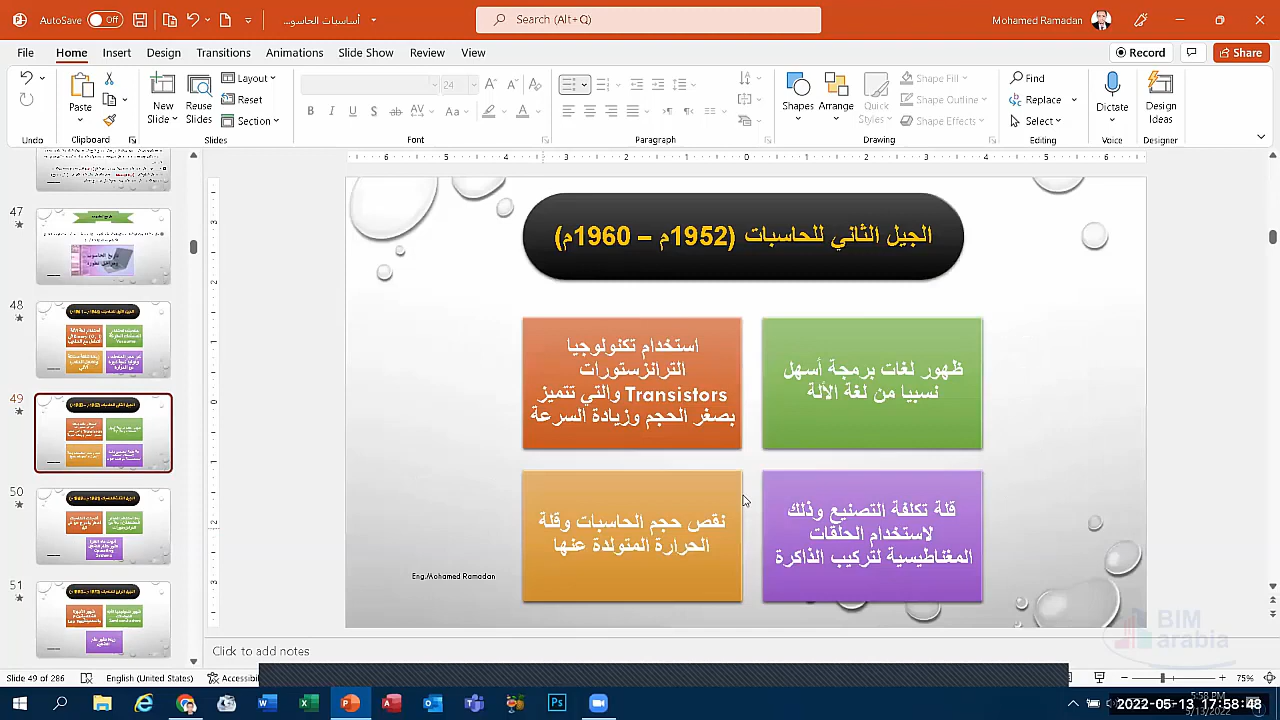 AutoSave Off
أساسيات الحاسو...
Search (Alt+Q)
Mohamed Ramadan
File Home Insert Design Transitions Animations Slide Show Review View
Record
Share
Paste
New Slide
Reuse Slides
Layout
Reset
Section
24
Shapes
Arrange
Quick Styles
Shape Fill
Shape Outline
Shape Effects
Find
Replace
Select
Dictate
Design Ideas
Undo Clipboard Slides Font Paragraph Drawing Editing Voice Designer
47
48
49
50
51
الجيل الثاني للحاسبات (1952م – 1960م)
ظهور لغات برمجة أسهل
نسبيا من لغة الألة
استخدام تكنولوجيا
الترانزستورات
Transistors والتي تتميز
بصغر الحجم وزيادة السرعة
قلة تكلفة التصنيع وذلك
لاستخدام الحلقات
المغناطيسية لتركيب الذاكرة
نقص حجم الحاسبات وقلة
الحرارة المتولدة عنها
Eng.Mohamed Ramadan
BIM
arabia
Click to add notes
Slide 49 of 286
English (United States)
75%
2022-05-13 17:58:48